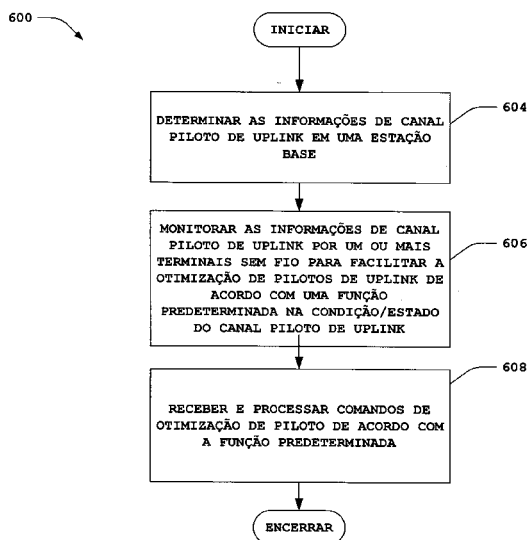 600
INICIAR
DETERMINAR AS INFORMAÇÕES DE CANAL
PILOTO DE UPLINK EM UMA ESTAÇÃO
BASE
604
MONITORAR AS INFORMAÇÕES DE CANAL
PILOTO DE UPLINK POR UM OU MAIS
TERMINAIS SEM FIO PARA FACILITAR A
OTIMIZAÇÃO DE PILOTOS DE UPLINK DE
ACORDO COM UMA FUNÇÃO
PREDETERMINADA NA CONDIÇÃO/ESTADO
DO CANAL PILOTO DE UPLINK
606
RECEBER E PROCESSAR COMANDOS DE
OTIMIZAÇÃO DE PILOTO DE ACORDO COM
A FUNÇÃO PREDETERMINADA
608
ENCERRAR